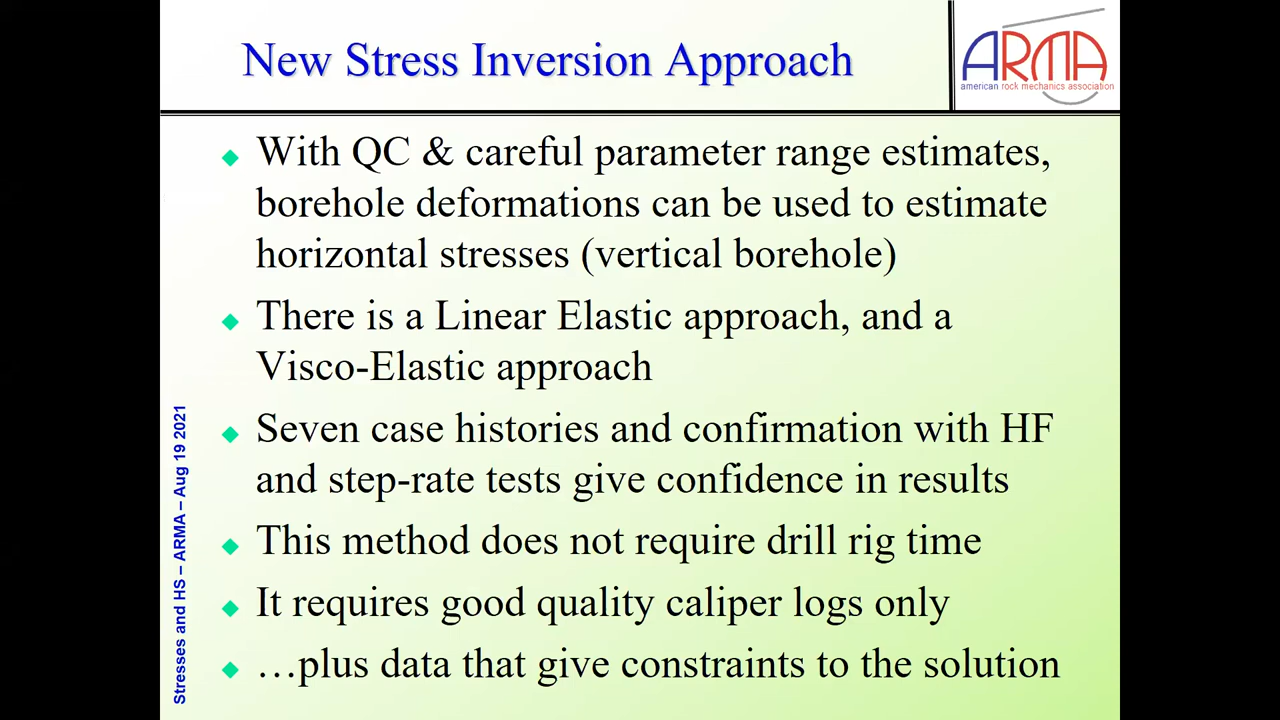 New Stress Inversion Approach
ARMA
american rock mechanics association
With QC & careful parameter range estimates,
borehole deformations can be used to estimate
horizontal stresses (vertical borehole)
There is a Linear Elastic approach, and a
Visco-Elastic approach
Seven case histories and confirmation with HF
and step-rate tests give confidence in results
This method does not require drill rig time
It requires good quality caliper logs only
…plus data that give constraints to the solution
Stresses and HS – ARMA – Aug 19 2021